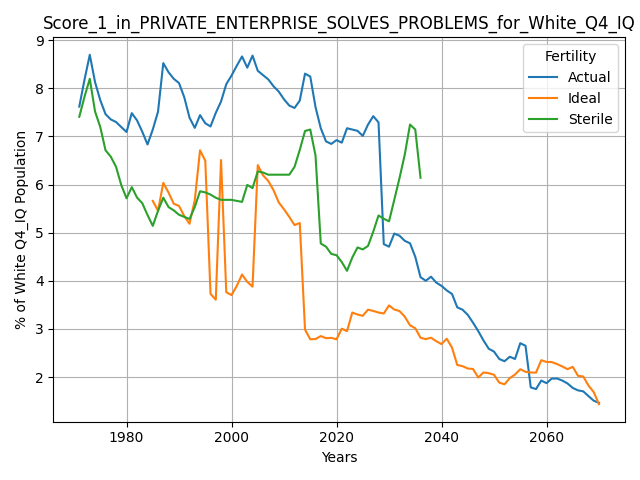 Score_1_in_PRIVATE_ENTERPRISE_SOLVES_PROBLEMS_for_White_Q4_IQ
Fertility
Actual
Ideal
Sterile
% of White Q4_IQ Population
9
8
7
6
5
4
3
2
1980
2000
2020
2040
2060
Years